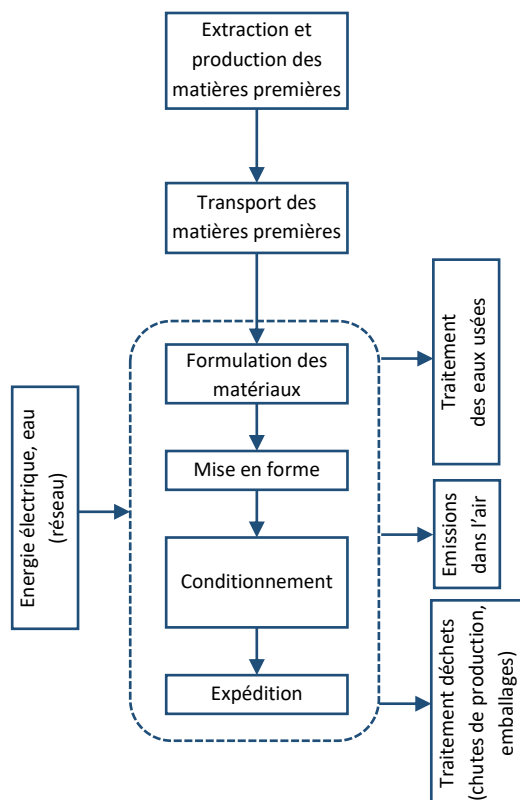 Extraction et
production des
matières premières
Transport des
matières premières
Formulation des
matériaux
Mise en forme
Conditionnement
Expédition
Energie électrique, eau
(réseau)
Traitement
des eaux usées
Emissions
dans l’air
Traitement déchets
(chutes de production,
emballages)